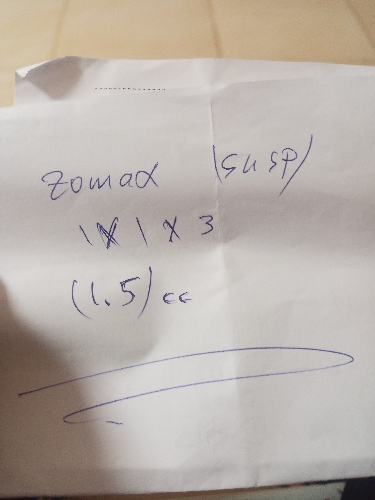 Zomax (susp)
1 x 1 x 3
(1.5) cc